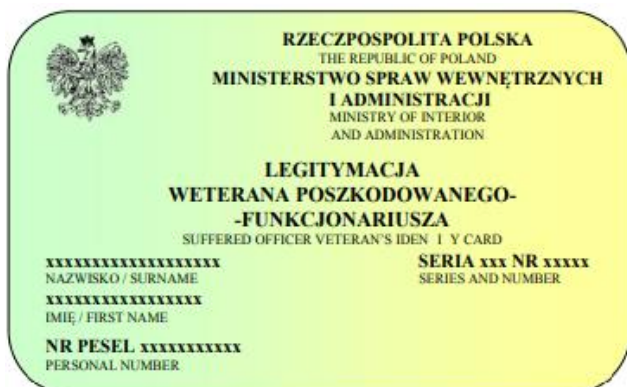 RZECZPOSPOLITA POLSKA
THE REPUBLIC OF POLAND
MINISTERSTWO SPRAW WEWNĘTRZNYCH
I ADMINISTRACJI
MINISTRY OF INTERIOR
AND ADMINISTRATION
LEGITYMACJA
WETERANA POSZKODOWANEGO-
-FUNKCJONARIUSZA
SUFFERED OFFICER VETERAN'S IDEN I Y CARD
xxxxxxxxxxxxxxxxxxx SERIA xxx NR xxxxx
NAZWISKO / SURNAME SERIES AND NUMBER
xxxxxxxxxxxxxxxxx
IMIĘ / FIRST NAME
NR PESEL xxxxxxxxxxx
PERSONAL NUMBER